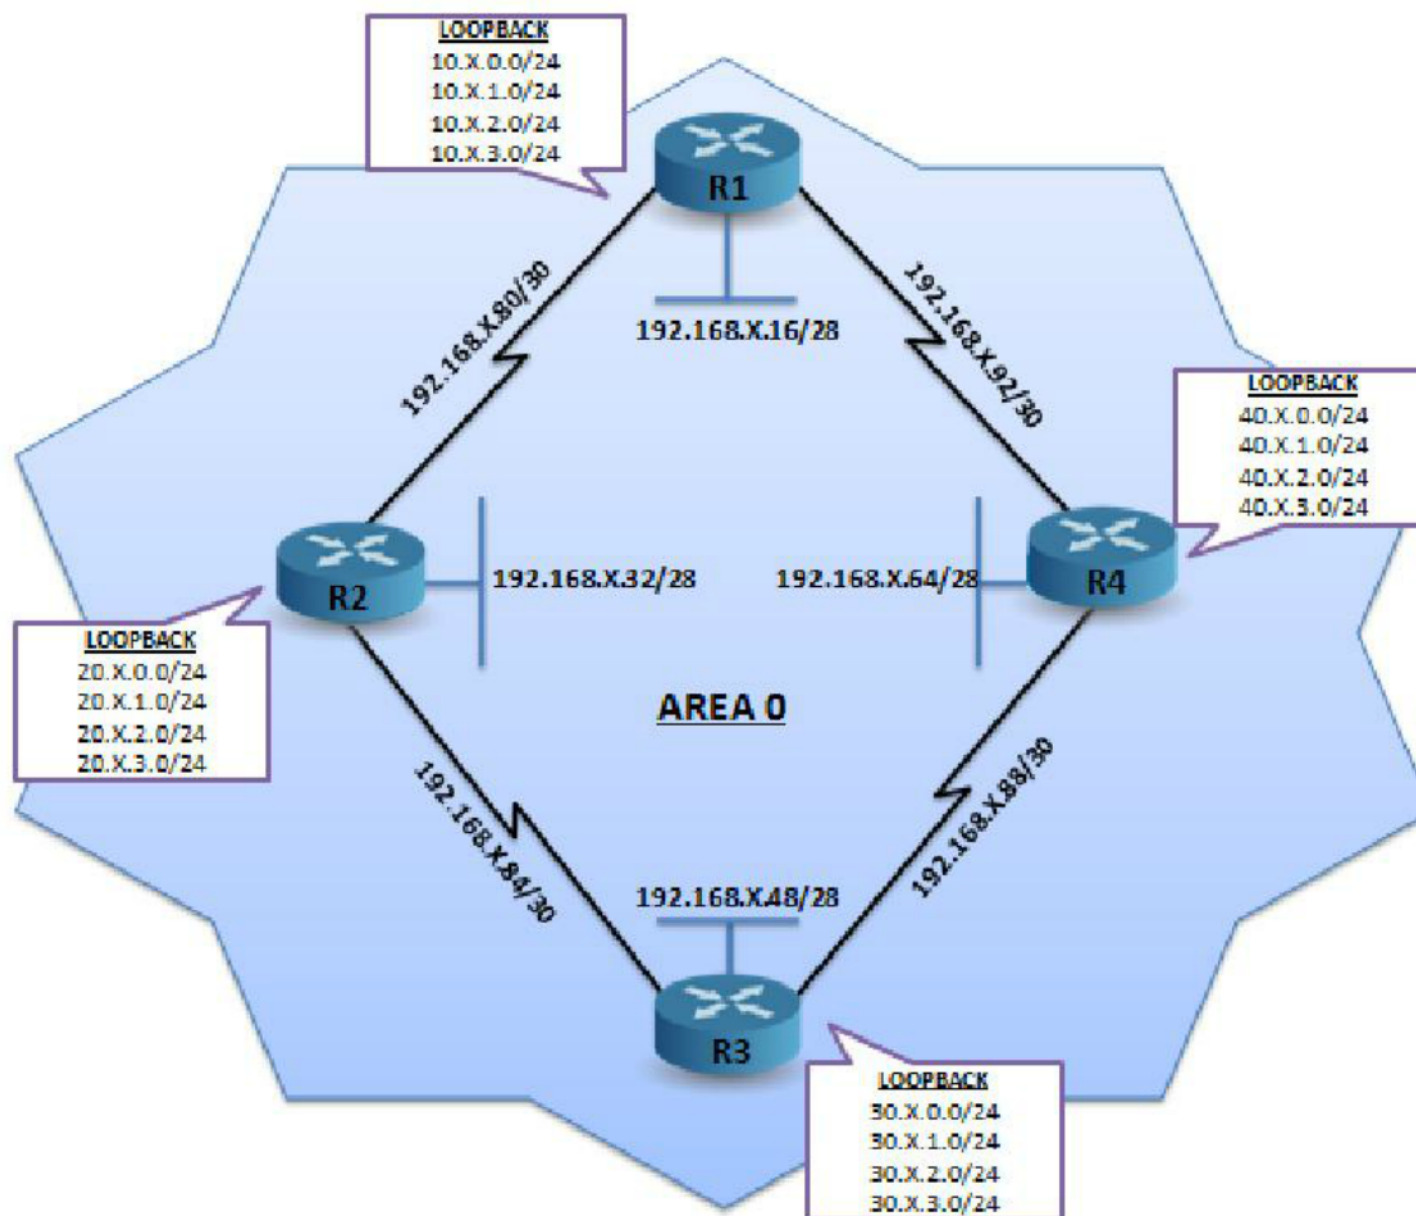 LOOPBACK
10.X.0.0/24
10.X.1.0/24
10.X.2.0/24
10.X.3.0/24
R1
192.168.X.80/30
192.168.X.16/28
192.168.X.92/30
LOOPBACK
40.X.0.0/24
40.X.1.0/24
40.X.2.0/24
40.X.3.0/24
R2
192.168.X.32/28
192.168.X.64/28
R4
LOOPBACK
20.X.0.0/24
20.X.1.0/24
20.X.2.0/24
20.X.3.0/24
AREA 0
192.168.X.84/30
192.168.X.88/30
192.168.X.48/28
R3
LOOPBACK
30.X.0.0/24
30.X.1.0/24
30.X.2.0/24
30.X.3.0/24